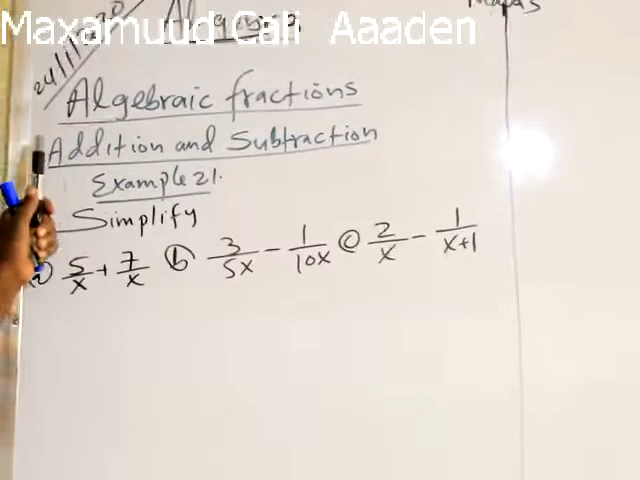 Maxamuud Cali Aaaden
Algebra
Algebraic fractions
Addition and Subtraction
Example 21.
Simplify
a) 5/x + 7/x (b) 3/5x - 1/10x (c) 2/x - 1/x+1